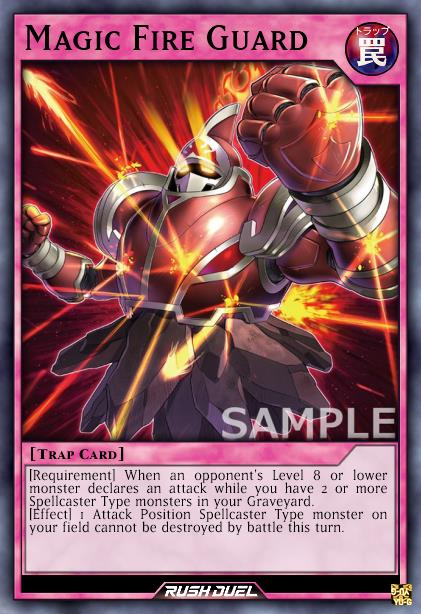 MAGIC FIRE GUARD
トラップ
罠
SAMPLE
[TRAP CARD]
[Requirement] When an opponent's Level 8 or lower
monster declares an attack while you have 2 or more
Spellcaster Type monsters in your Graveyard.
[Effect] 1 Attack Position Spellcaster Type monster on
your field cannot be destroyed by battle this turn.
RUSH DUEL